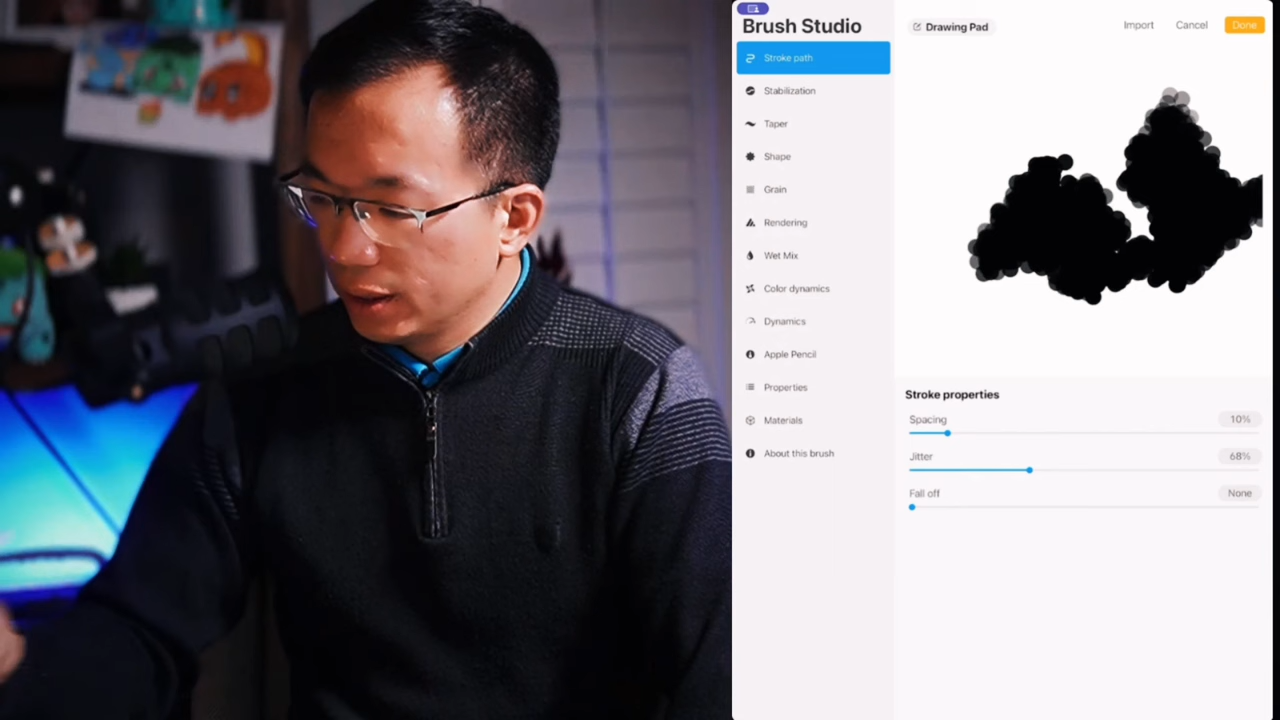 Brush Studio
Drawing Pad
Import
Cancel
Done
Stroke path
Stabilization
Taper
Shape
Grain
Rendering
Wet Mix
Color dynamics
Dynamics
Apple Pencil
Properties
Materials
About this brush
Stroke properties
Spacing
10%
Jitter
68%
Fall off
None